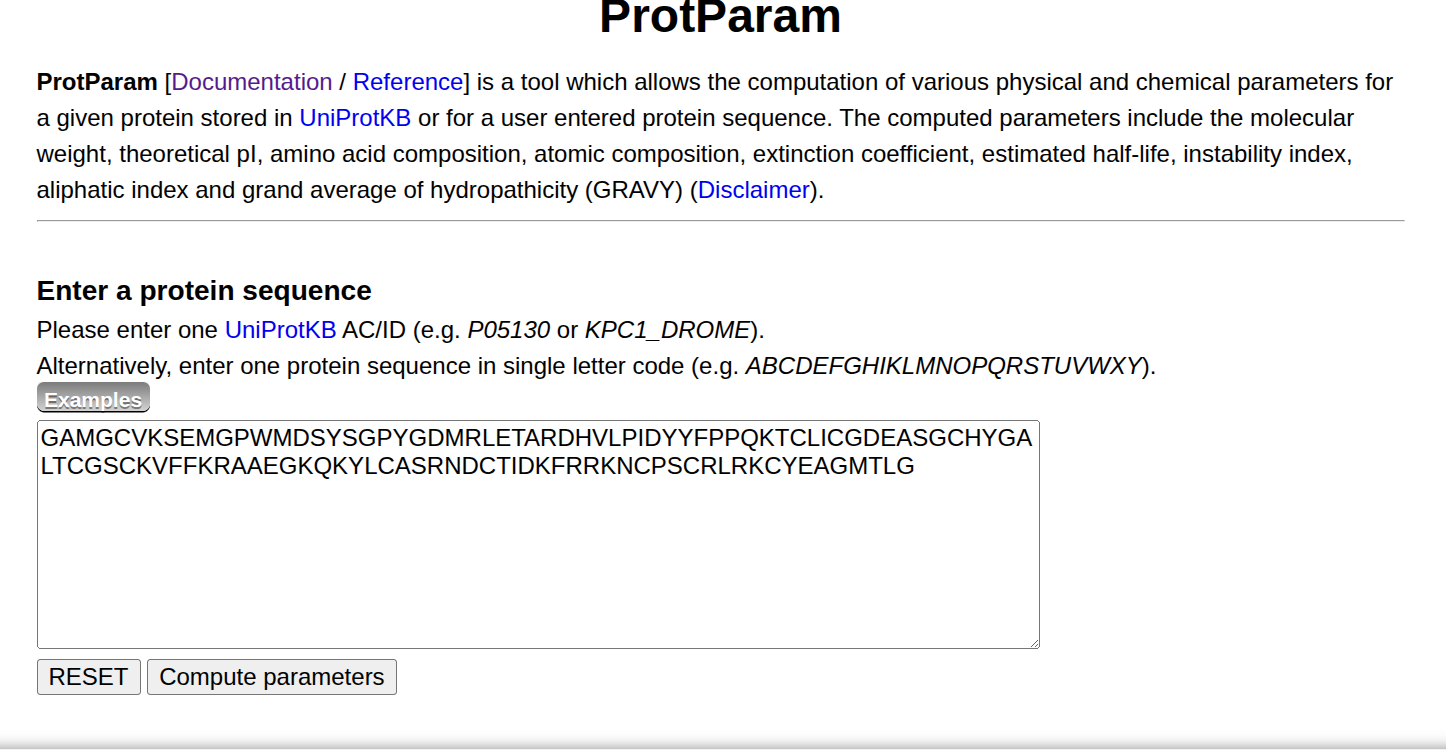 ProtParam
ProtParam [Documentation / Reference] is a tool which allows the computation of various physical and chemical parameters for
a given protein stored in UniProtKB or for a user entered protein sequence. The computed parameters include the molecular
weight, theoretical pI, amino acid composition, atomic composition, extinction coefficient, estimated half-life, instability index,
aliphatic index and grand average of hydropathicity (GRAVY) (Disclaimer).
Enter a protein sequence
Please enter one UniProtKB AC/ID (e.g. P05130 or KPC1_DROME).
Alternatively, enter one protein sequence in single letter code (e.g. ABCDEFGHIKLMNOPQRSTUVWXY).
Examples
GAMGCVKSEMGPWMDSYSGPYGDMRLETARDHVLPIDYYFPPQKTCLICGDEASGCHYGA
LTCGSCKVFFKRAAEGKQKYLCASRNDCTIDKFRRKNCPSCRLRKCYEAGMTLG
RESET Compute parameters